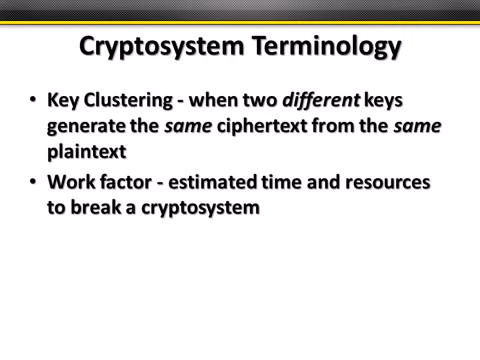 Cryptosystem Terminology
• Key Clustering - when two different keys
generate the same ciphertext from the same
plaintext
• Work factor - estimated time and resources
to break a cryptosystem